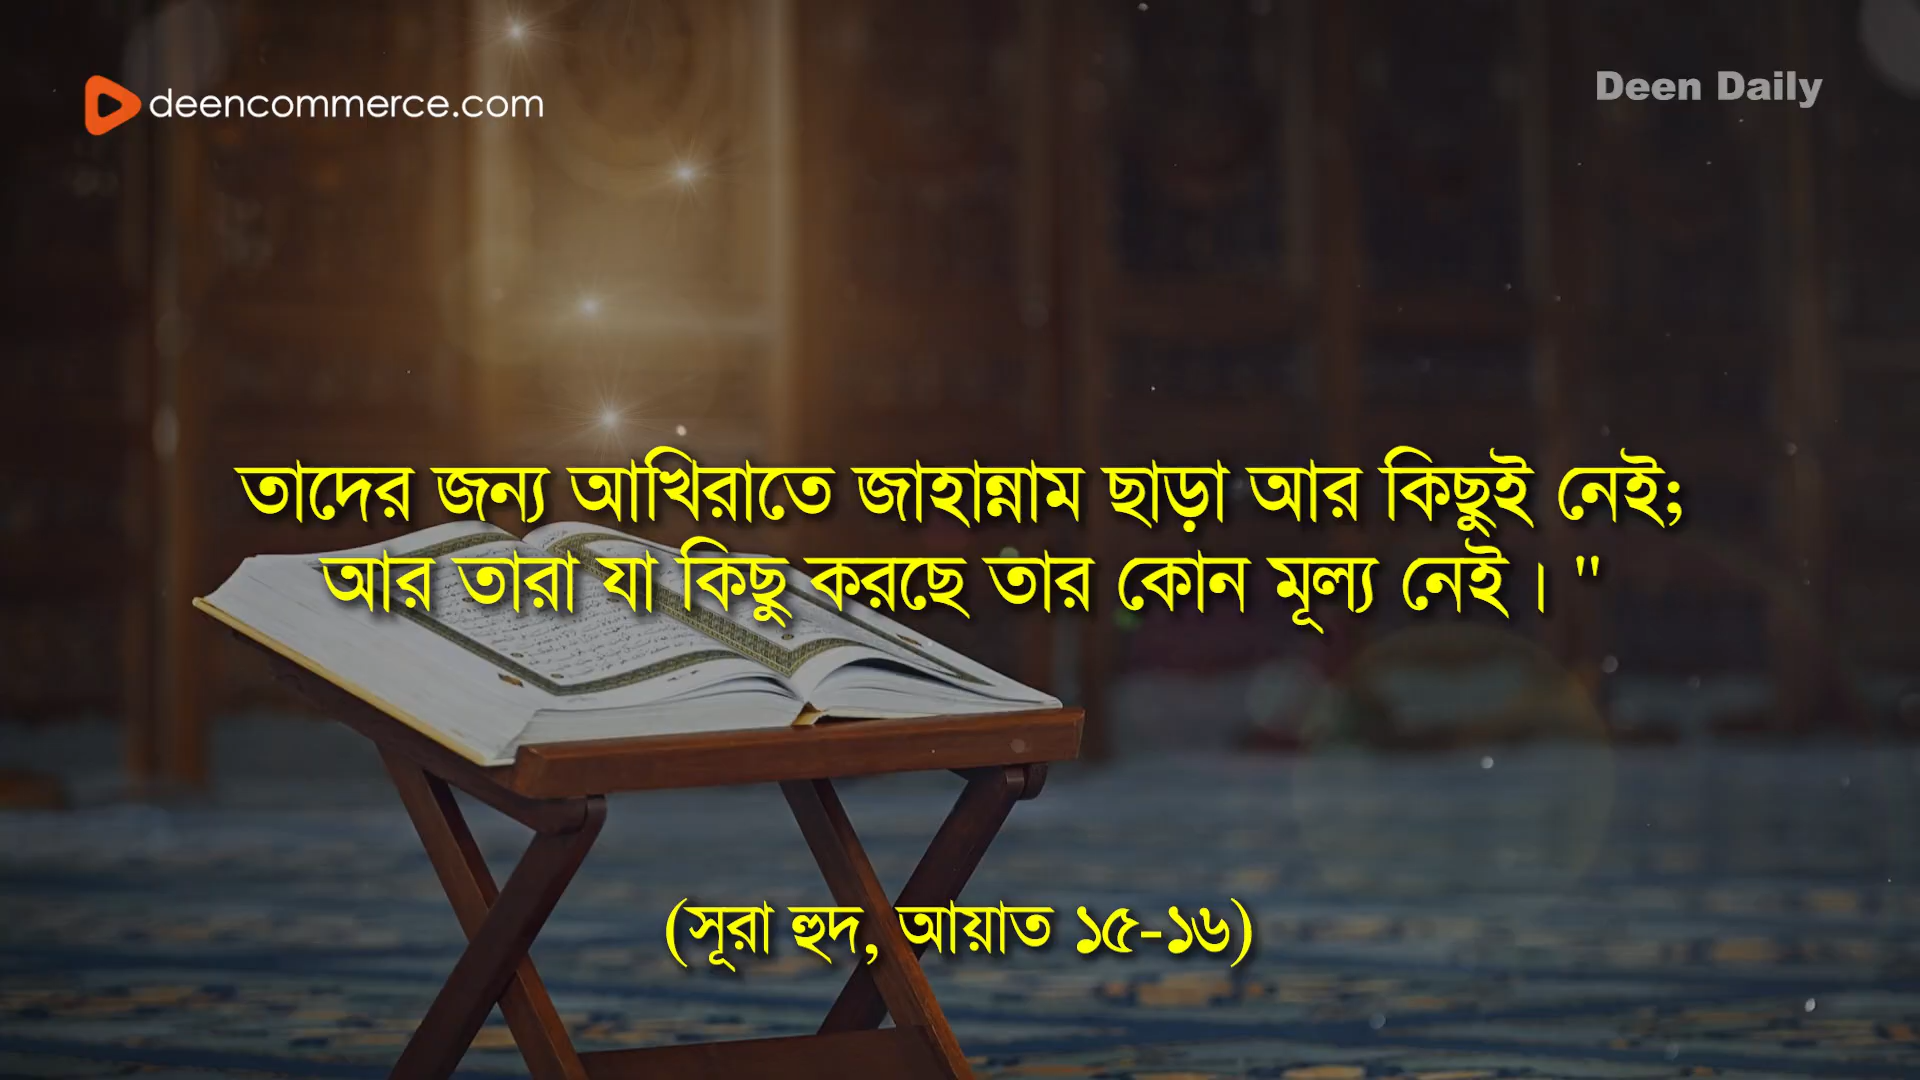 deencommerce.com
Deen Daily
তাদের জন্য আখিরাতে জাহান্নাম ছাড়া আর কিছুই নেই;
আর তারা যা কিছু করছে তার কোন মূল্য নেই। "
(সূরা হুদ, আয়াত ১৫-১৬)